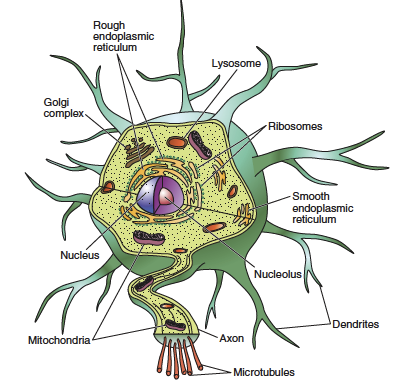 Rough
endoplasmic
reticulum
Lysosome
Golgi
complex
Ribosomes
Smooth
endoplasmic
reticulum
Nucleus
Nucleolus
Dendrites
Mitochondria
Axon
Microtubules